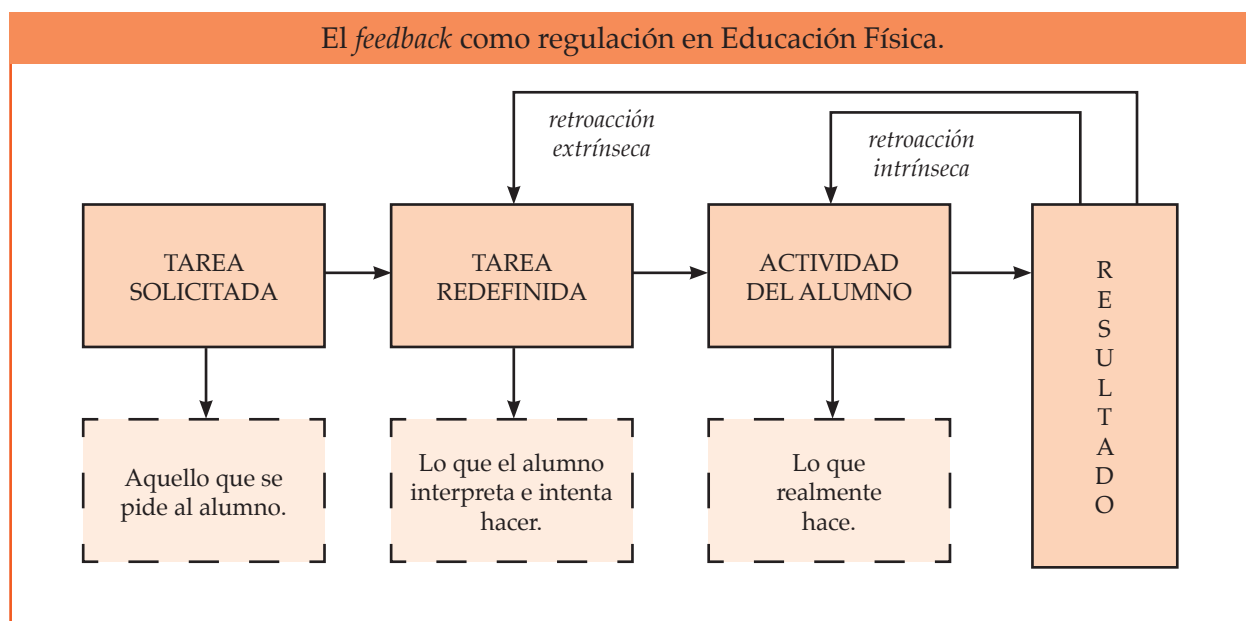 El feedback como regulación en Educación Física.
retroacción
extrínseca
retroacción
intrínseca
TAREA
SOLICITADA
TAREA
REDEFINIDA
ACTIVIDAD
DEL ALUMNO
R
E
S
U
L
T
A
D
O
Aquello que se
pide al alumno.
Lo que el alumno
interpreta e intenta
hacer.
Lo que
realmente
hace.